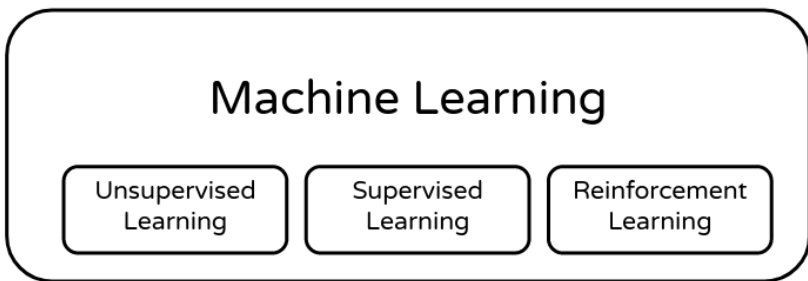 Machine Learning
Unsupervised
Learning
Supervised
Learning
Reinforcement
Learning